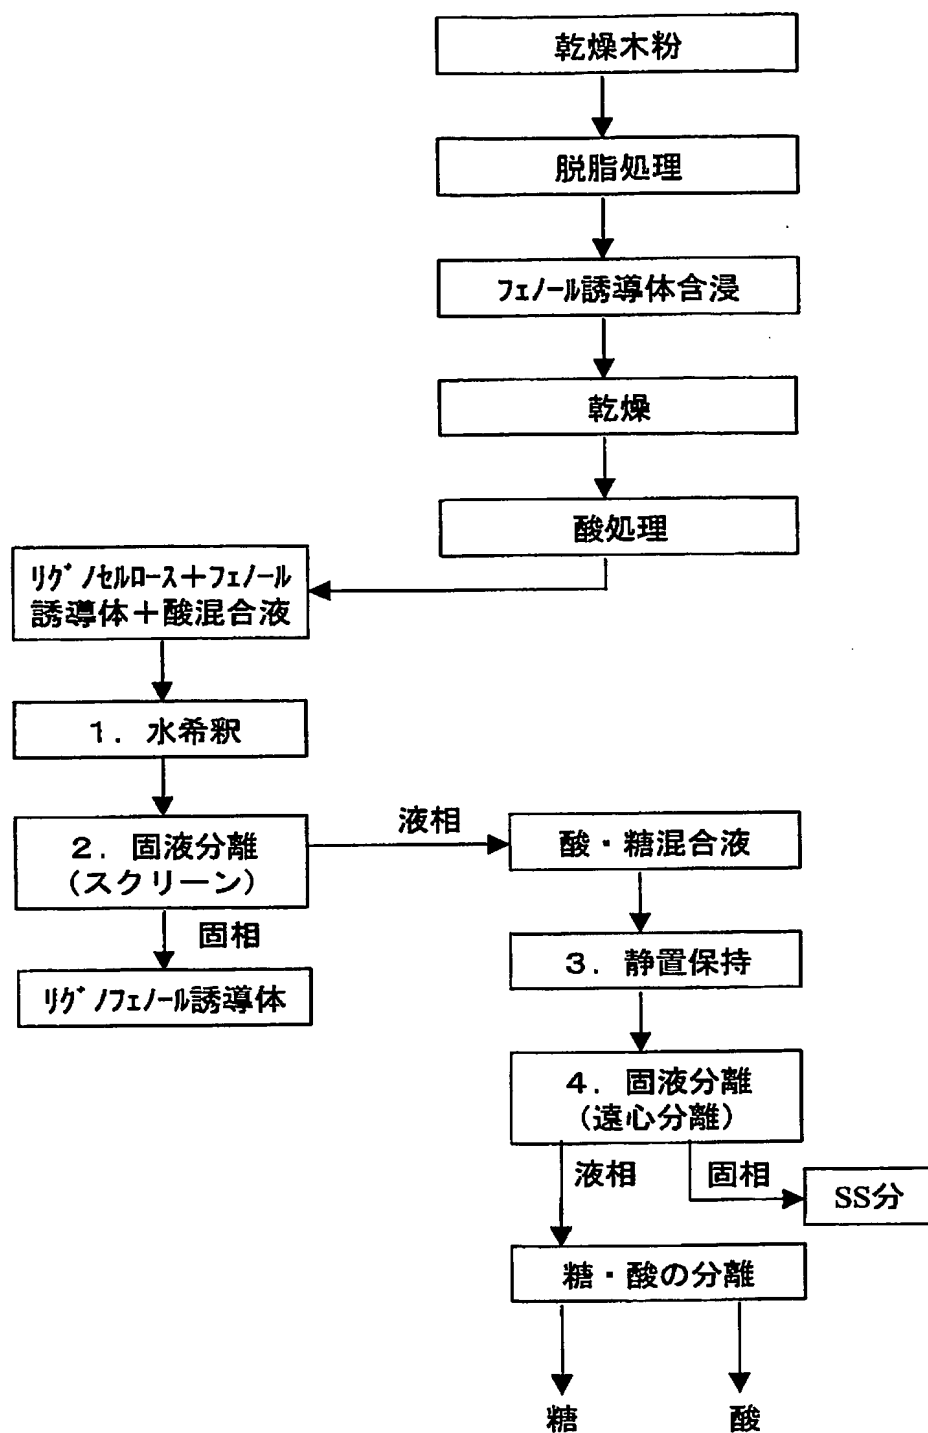 乾燥木粉
脱脂処理
ﾌｪﾉｰﾙ誘導体含浸
乾燥
酸処理
ﾘｸﾞﾉｾﾙﾛｰｽ＋ﾌｪﾉｰﾙ
誘導体＋酸混合液
１．水希釈
２．固液分離
（スクリーン）
液相
固相
ﾘｸﾞﾉﾌｪﾉｰﾙ誘導体
酸・糖混合液
３．静置保持
４．固液分離
（遠心分離）
液相
固相
SS分
糖・酸の分離
糖
酸